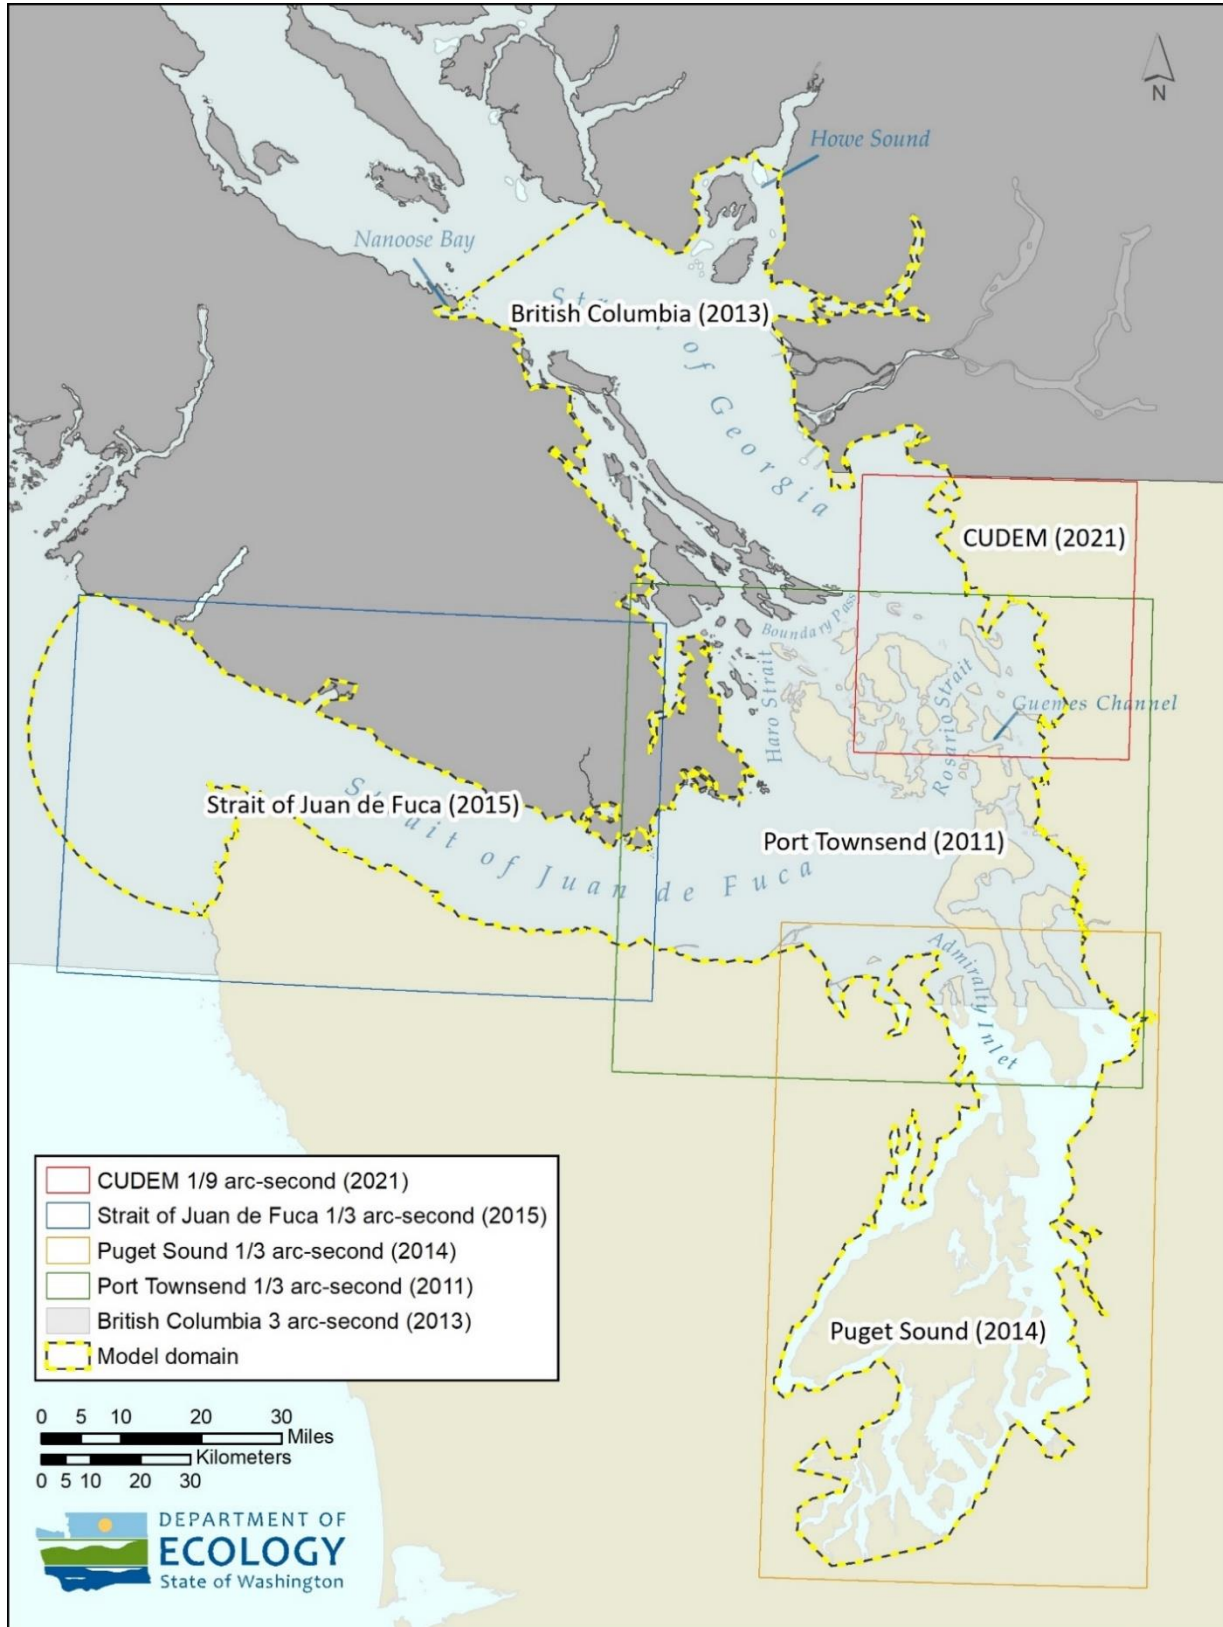 N
Howe Sound
Nanoose Bay
Strait of Georgia
British Columbia (2013)
CUDEM (2021)
Boundary Pass
Haro Strait
Rosario Strait
Guemes Channel
Strait of Juan de Fuca (2015)
Strait of Juan de Fuca
Port Townsend (2011)
Admiralty Inlet
Puget Sound (2014)
CUDEM 1/9 arc-second (2021)
Strait of Juan de Fuca 1/3 arc-second (2015)
Puget Sound 1/3 arc-second (2014)
Port Townsend 1/3 arc-second (2011)
British Columbia 3 arc-second (2013)
Model domain
0 5 10 20 30
Miles
Kilometers
0 5 10 20 30
DEPARTMENT OF
ECOLOGY
State of Washington